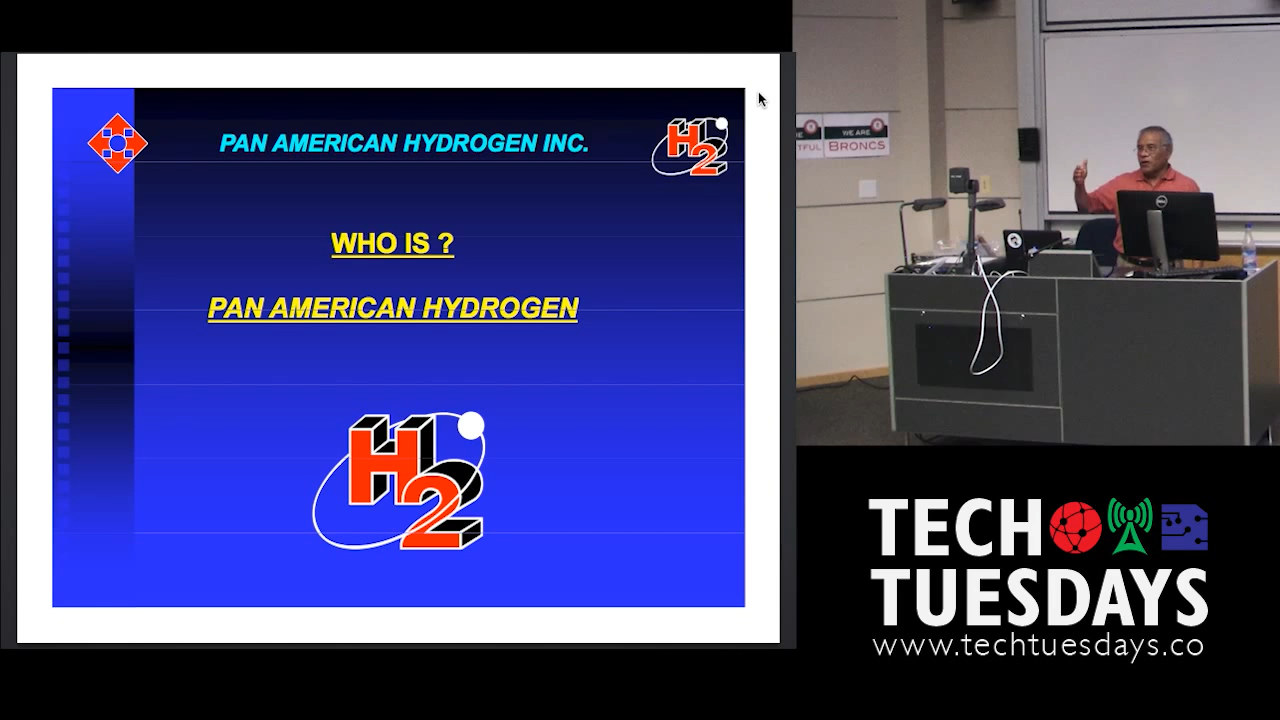 PAN AMERICAN HYDROGEN INC.
H2
WHO IS ?
PAN AMERICAN HYDROGEN
H2
WE ARE
BRONCS
DELL
TECH
TUESDAYS
www.techtuesdays.co